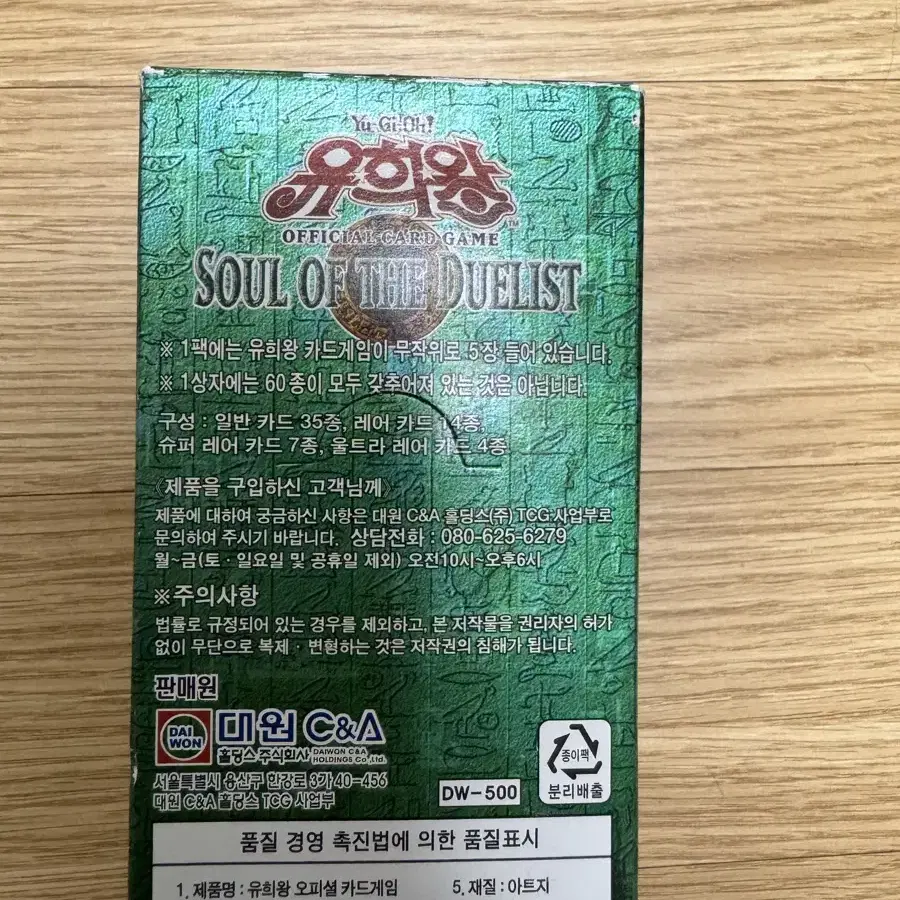 Yu-Gi-Oh!
유희왕™
OFFICIAL CARD GAME
SOUL OF THE DUELIST
※ 1팩에는 유희왕 카드게임이 무작위로 5장 들어 있습니다.
※ 1상자에는 60종이 모두 갖추어져 있는 것은 아닙니다.
구성 : 일반 카드 35종, 레어 카드 14종,
슈퍼 레어 카드 7종, 울트라 레어 카드 4종
《제품을 구입하신 고객님께》
제품에 대하여 궁금하신 사항은 대원 C&A 홀딩스(주) TCG 사업부로
문의하여 주시기 바랍니다. 상담전화 : 080-625-6279
월~금(토·일요일 및 공휴일 제외) 오전10시~오후6시
※주의사항
법률로 규정되어 있는 경우를 제외하고, 본 저작물을 권리자의 허가
없이 무단으로 복제·변형하는 것은 저작권의 침해가 됩니다.
판매원
DAI WON 대원 C&A
홀딩스 주식회사 DAIWON C&A HOLDINGS Co.,Ltd.
서울특별시 용산구 한강로 3가 40-456
대원 C&A 홀딩스 TCG 사업부
DW-500
종이팩
분리배출
품질 경영 촉진법에 의한 품질표시
1. 제품명 : 유희왕 오피셜 카드게임 5. 재질 : 아트지